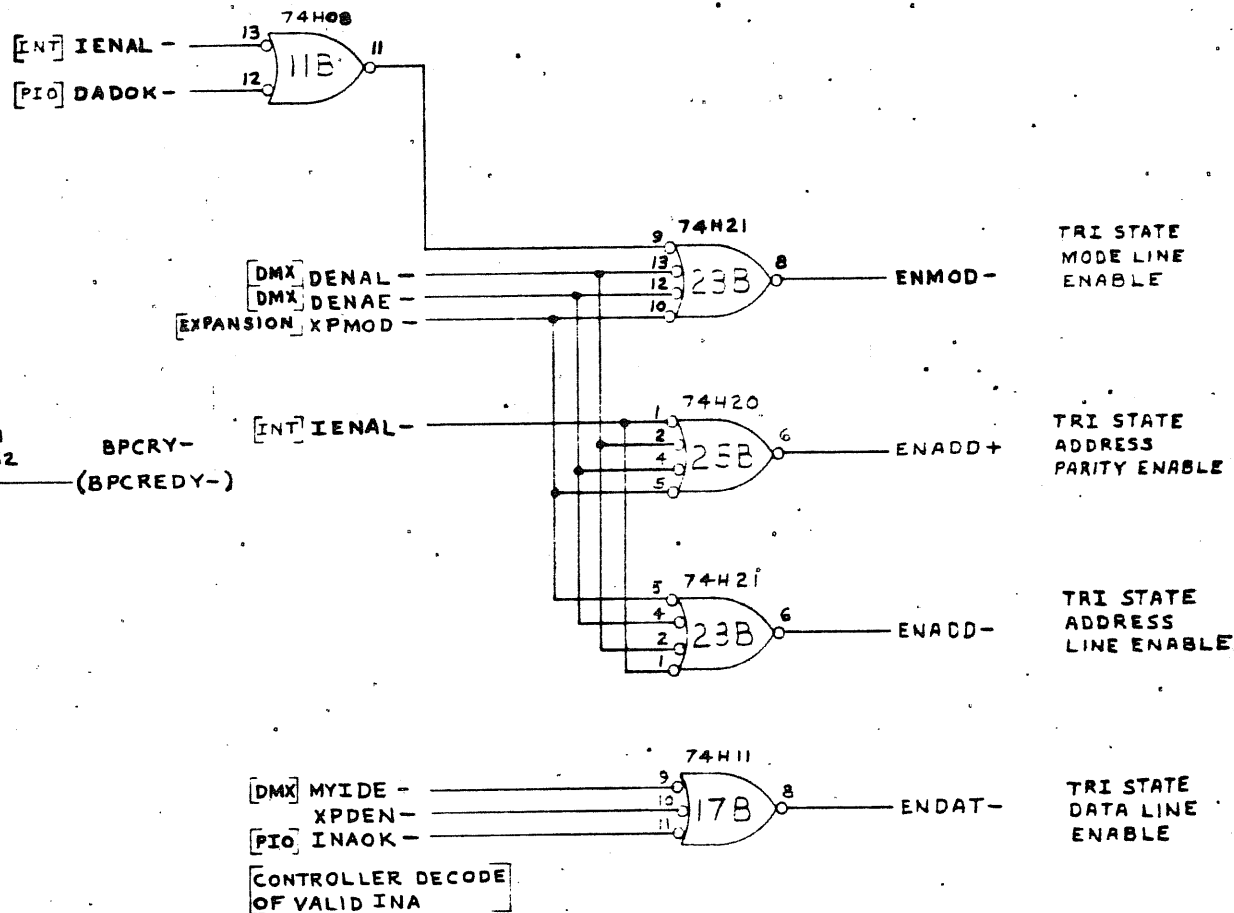 74H08
[INT] IENAL - 13
11B 11
[PIO] DADOK - 12
74H21
9
[DMX] DENAL - 13
[DMX] DENAE - 12
[EXPANSION] XPMOD - 10
23B 8
ENMOD-
TRI STATE
MODE LINE
ENABLE
BPCRY-
(BPCREDY-)
74H20
[INT] IENAL- 1
2
4
5
25B 6
ENADD+
TRI STATE
ADDRESS
PARITY ENABLE
74H21
5
4
2
1
23B 6
ENADD-
TRI STATE
ADDRESS
LINE ENABLE
74H11
[DMX] MYIDE - 9
XPDEN- 10
[PIO] INAOK - 11
17B 8
ENDAT-
TRI STATE
DATA LINE
ENABLE
[CONTROLLER DECODE
OF VALID INA]